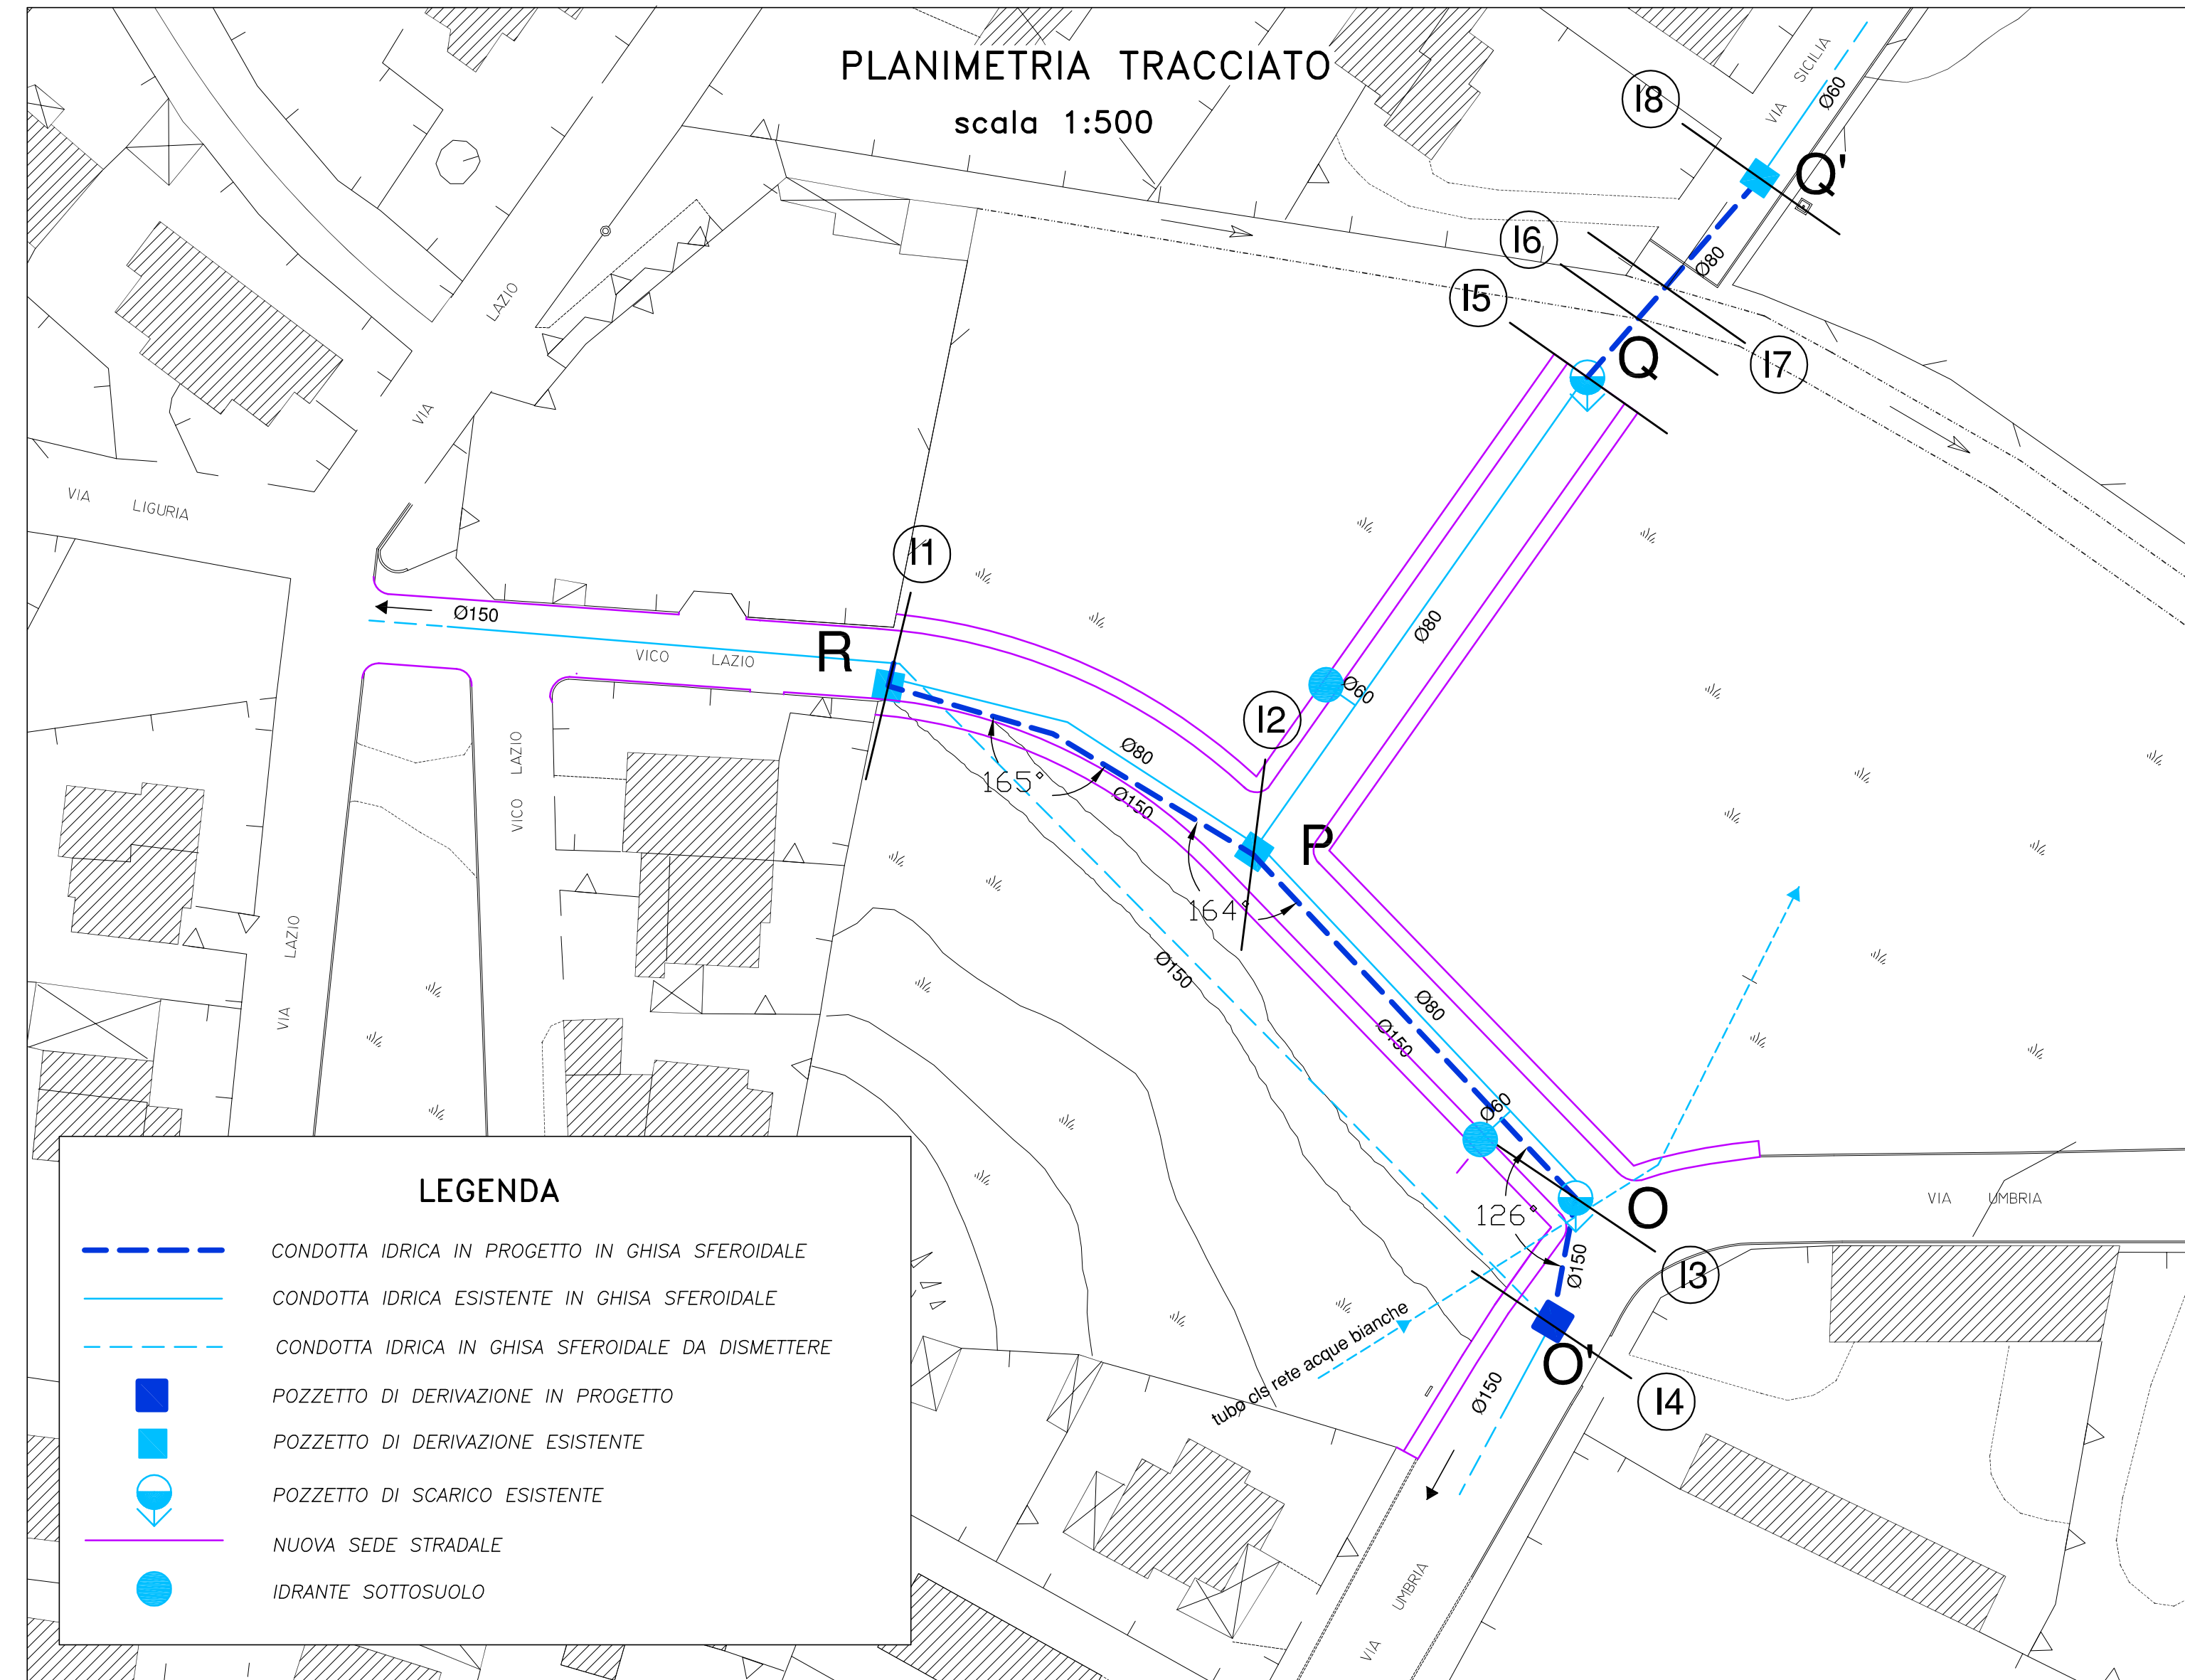 PLANIMETRIA TRACCIATO
scala 1:500
I8
VIA SICILIA
Ø60
Q'
I6
Ø80
I5
Q
I7
VIA LAZIO
VIA LIGURIA
I1
Ø150
R
VICO LAZIO
Ø80
Ø60
I2
Ø80
165°
Ø150
P
VICO LAZIO
164°
VIA LAZIO
Ø150
Ø80
Ø150
Ø60
126°
O
VIA UMBRIA
Ø150
I3
tubo cls rete acque bianche
O'
Ø150
I4
VIA UMBRIA
LEGENDA
CONDOTTA IDRICA IN PROGETTO IN GHISA SFEROIDALE
CONDOTTA IDRICA ESISTENTE IN GHISA SFEROIDALE
CONDOTTA IDRICA IN GHISA SFEROIDALE DA DISMETTERE
POZZETTO DI DERIVAZIONE IN PROGETTO
POZZETTO DI DERIVAZIONE ESISTENTE
POZZETTO DI SCARICO ESISTENTE
NUOVA SEDE STRADALE
IDRANTE SOTTOSUOLO